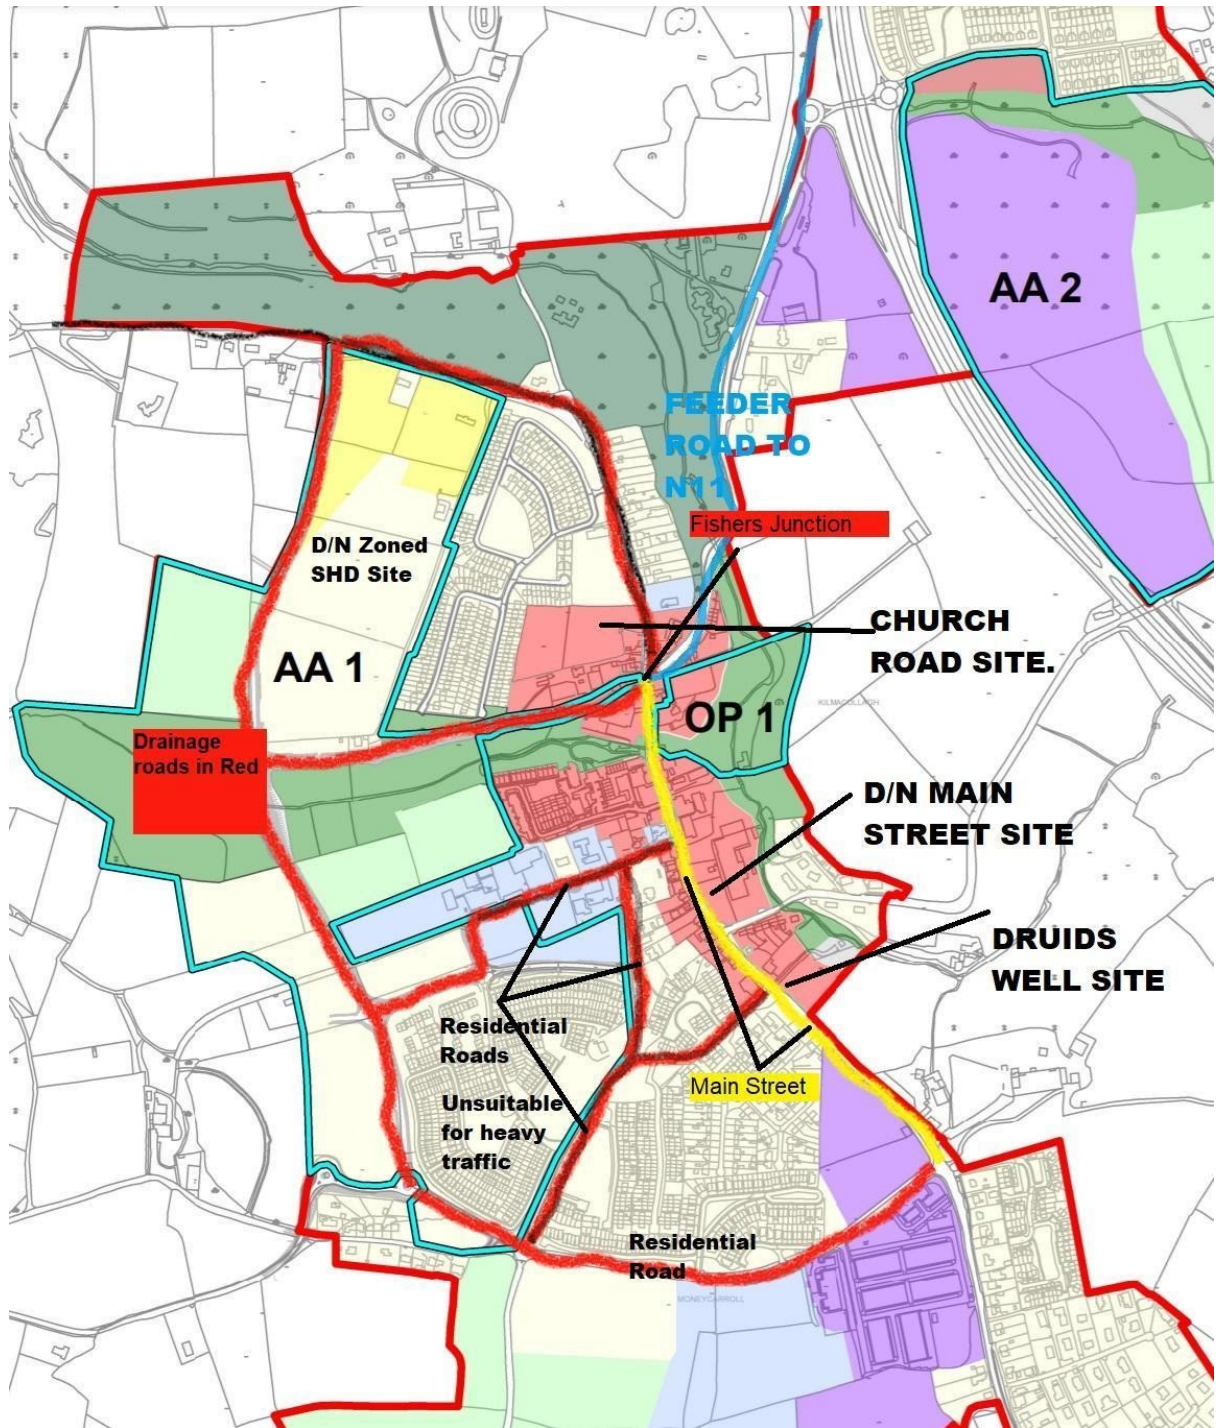 AA 2
FEEDER
ROAD TO
N11
Fishers Junction
D/N Zoned
SHD Site
CHURCH
ROAD SITE.
AA 1
OP 1
KILMACULLAGH
Drainage
roads in Red
D/N MAIN
STREET SITE
DRUIDS
WELL SITE
Residential
Roads
Main Street
Unsuitable
for heavy
traffic
Residential
Road
MONEYCARROLL